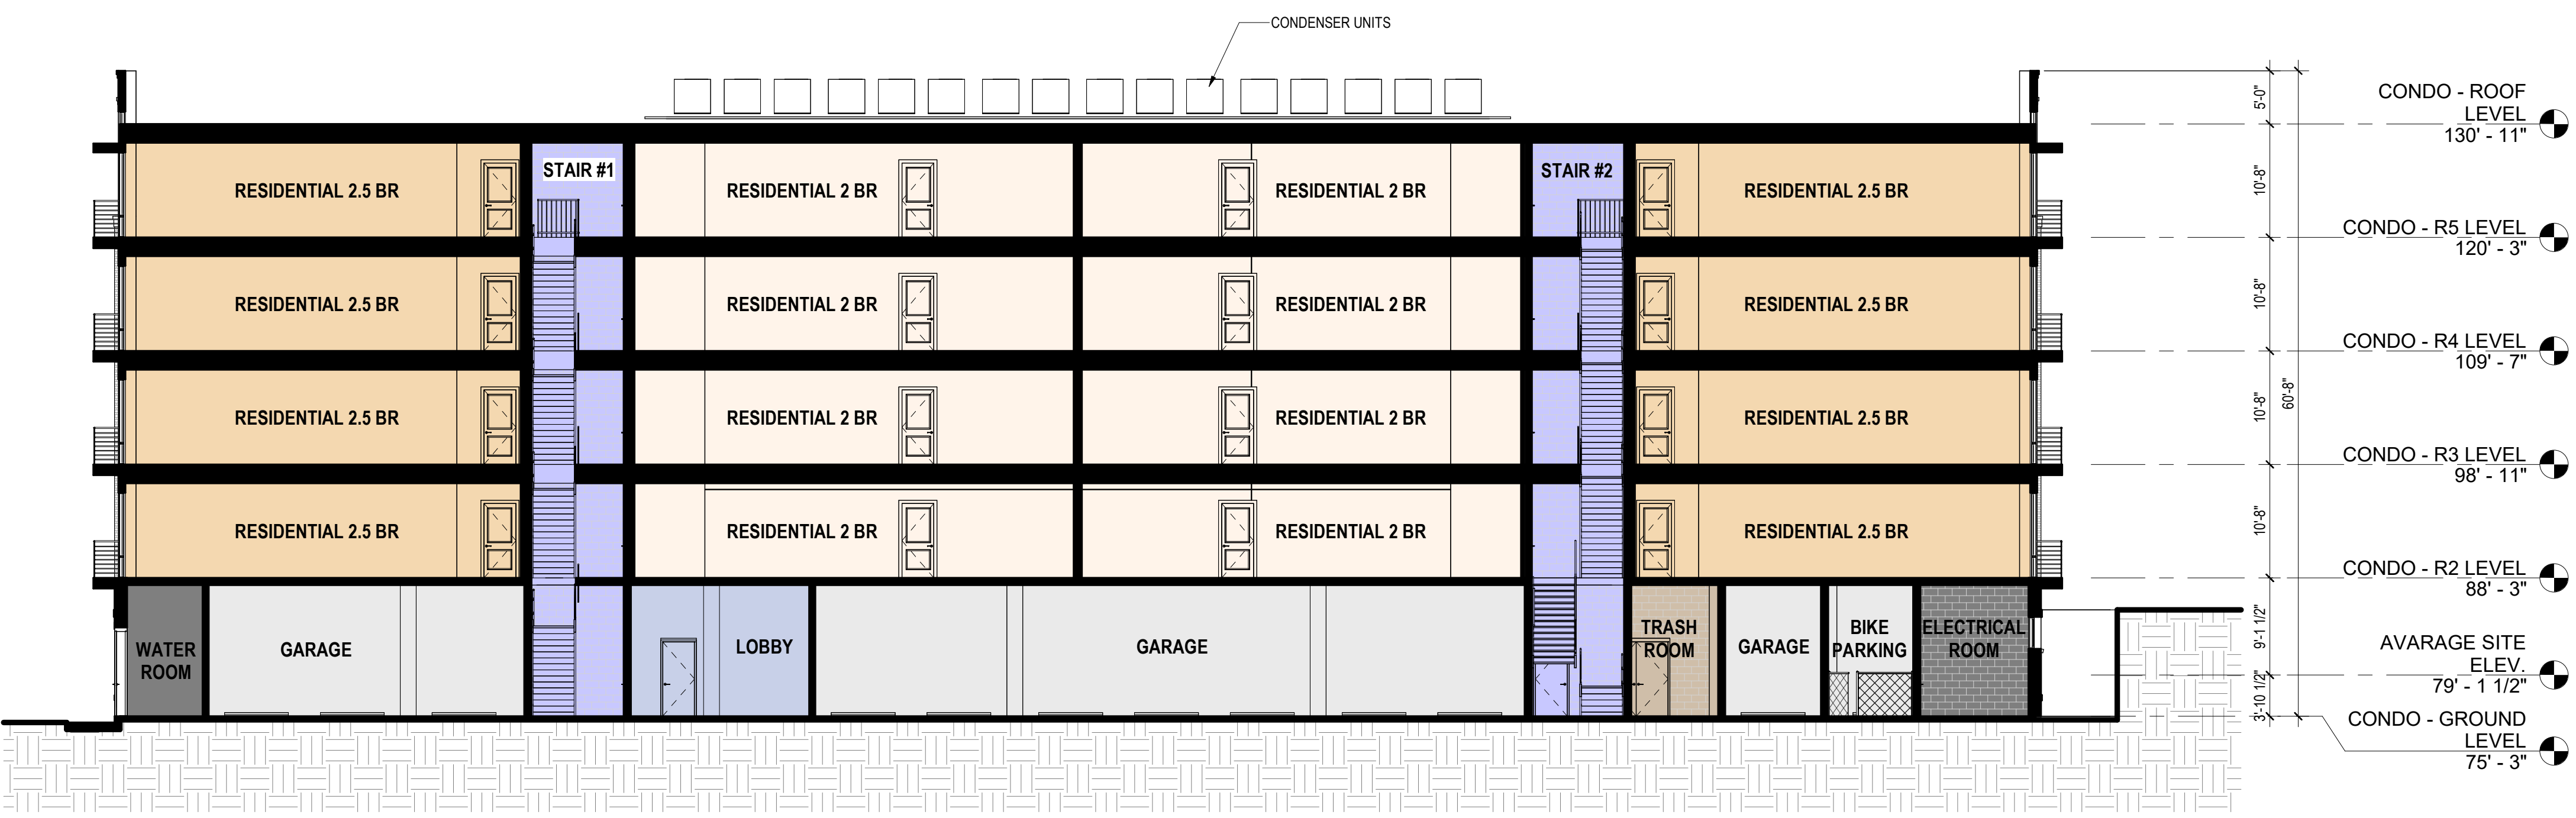 CONDENSER UNITS
CONDO - ROOF
LEVEL
130' - 11"
5'-0"
STAIR #1
STAIR #2
RESIDENTIAL 2.5 BR
RESIDENTIAL 2 BR
RESIDENTIAL 2 BR
RESIDENTIAL 2.5 BR
10'-8"
CONDO - R5 LEVEL
120' - 3"
RESIDENTIAL 2.5 BR
RESIDENTIAL 2 BR
RESIDENTIAL 2 BR
RESIDENTIAL 2.5 BR
10'-8"
CONDO - R4 LEVEL
109' - 7"
60'-8"
RESIDENTIAL 2.5 BR
RESIDENTIAL 2 BR
RESIDENTIAL 2 BR
RESIDENTIAL 2.5 BR
10'-8"
CONDO - R3 LEVEL
98' - 11"
RESIDENTIAL 2.5 BR
RESIDENTIAL 2 BR
RESIDENTIAL 2 BR
RESIDENTIAL 2.5 BR
10'-8"
CONDO - R2 LEVEL
88' - 3"
WATER
ROOM
GARAGE
LOBBY
GARAGE
TRASH
ROOM
GARAGE
BIKE
PARKING
ELECTRICAL
ROOM
9'-1 1/2"
AVARAGE SITE
ELEV.
79' - 1 1/2"
3'-10 1/2"
CONDO - GROUND
LEVEL
75' - 3"